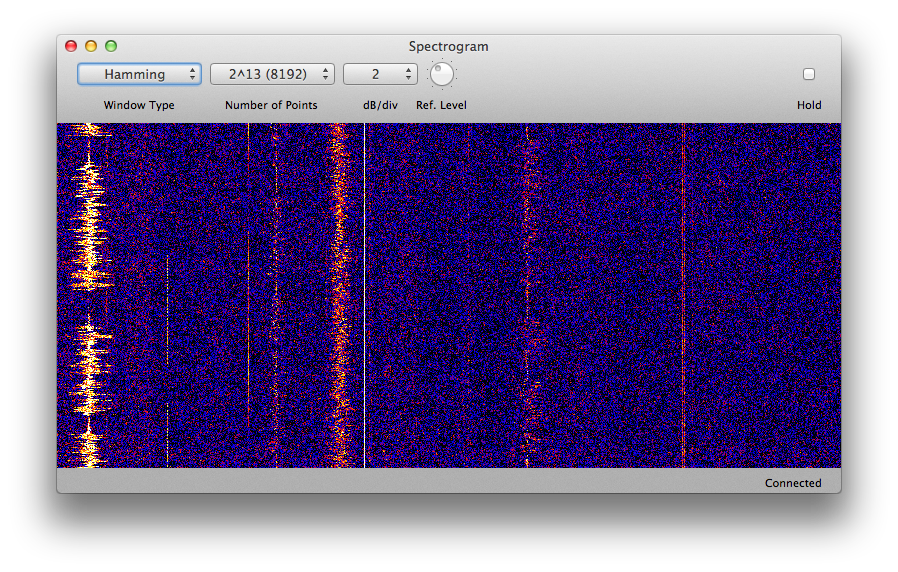 Spectrogram
Hamming 2^13 (8192) 2
Window Type Number of Points dB/div Ref. Level Hold
Connected